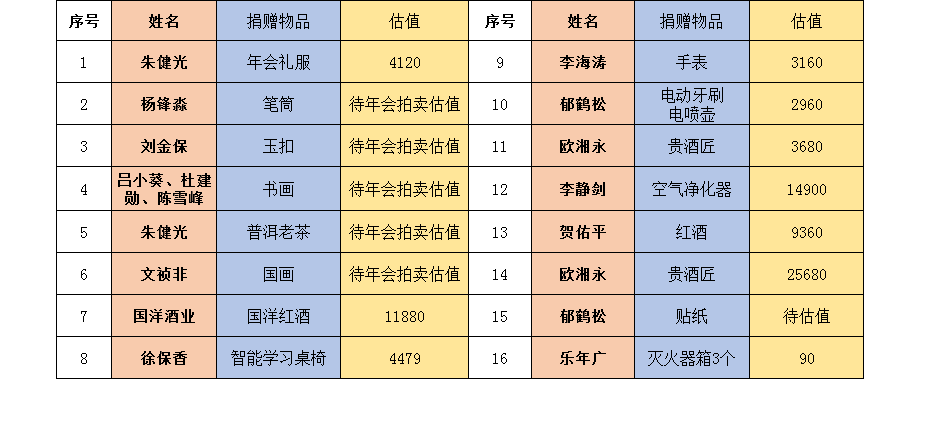 序号 姓名 捐赠物品 估值 序号 姓名 捐赠物品 估值
1 朱健光 年会礼服 4120 9 李海涛 手表 3160
2 杨锋淼 笔筒 待年会拍卖估值 10 郁鹤松 电动牙刷
电喷壶 2960
3 刘金保 玉扣 待年会拍卖估值 11 欧湘永 贵酒匠 3680
4 吕小葵、杜建
勋、陈雪峰 书画 待年会拍卖估值 12 李静剑 空气净化器 14900
5 朱健光 普洱老茶 待年会拍卖估值 13 贺佑平 红酒 9360
6 文祯非 国画 待年会拍卖估值 14 欧湘永 贵酒匠 25680
7 国洋酒业 国洋红酒 11880 15 郁鹤松 贴纸 待估值
8 徐保香 智能学习桌椅 4479 16 乐年广 灭火器箱3个 90